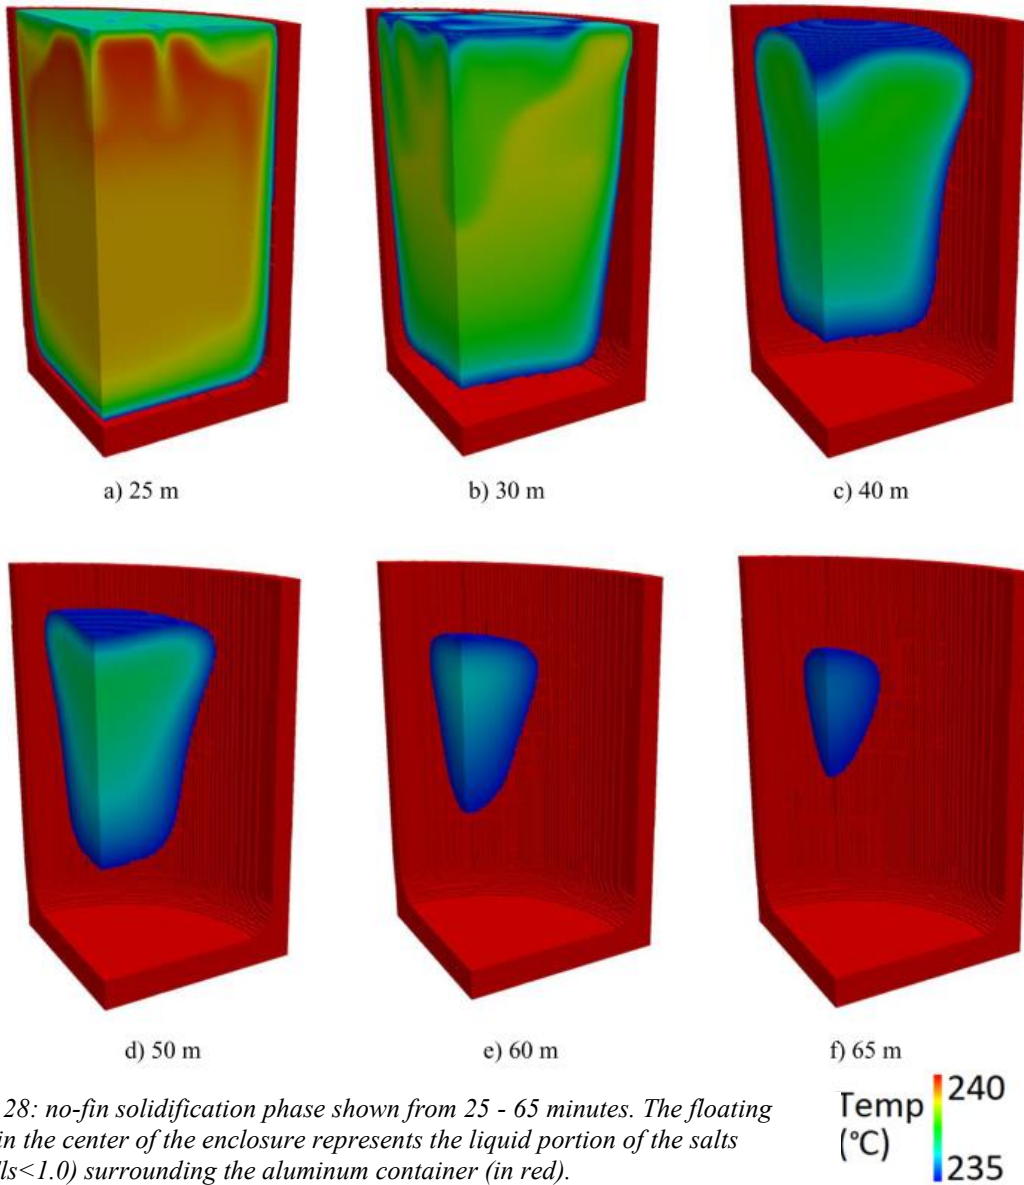 a) 25 m
b) 30 m
c) 40 m
d) 50 m
e) 60 m
f) 65 m
28: no-fin solidification phase shown from 25 - 65 minutes. The floating
in the center of the enclosure represents the liquid portion of the salts
ls<1.0) surrounding the aluminum container (in red).
Temp
(°C)
240
235